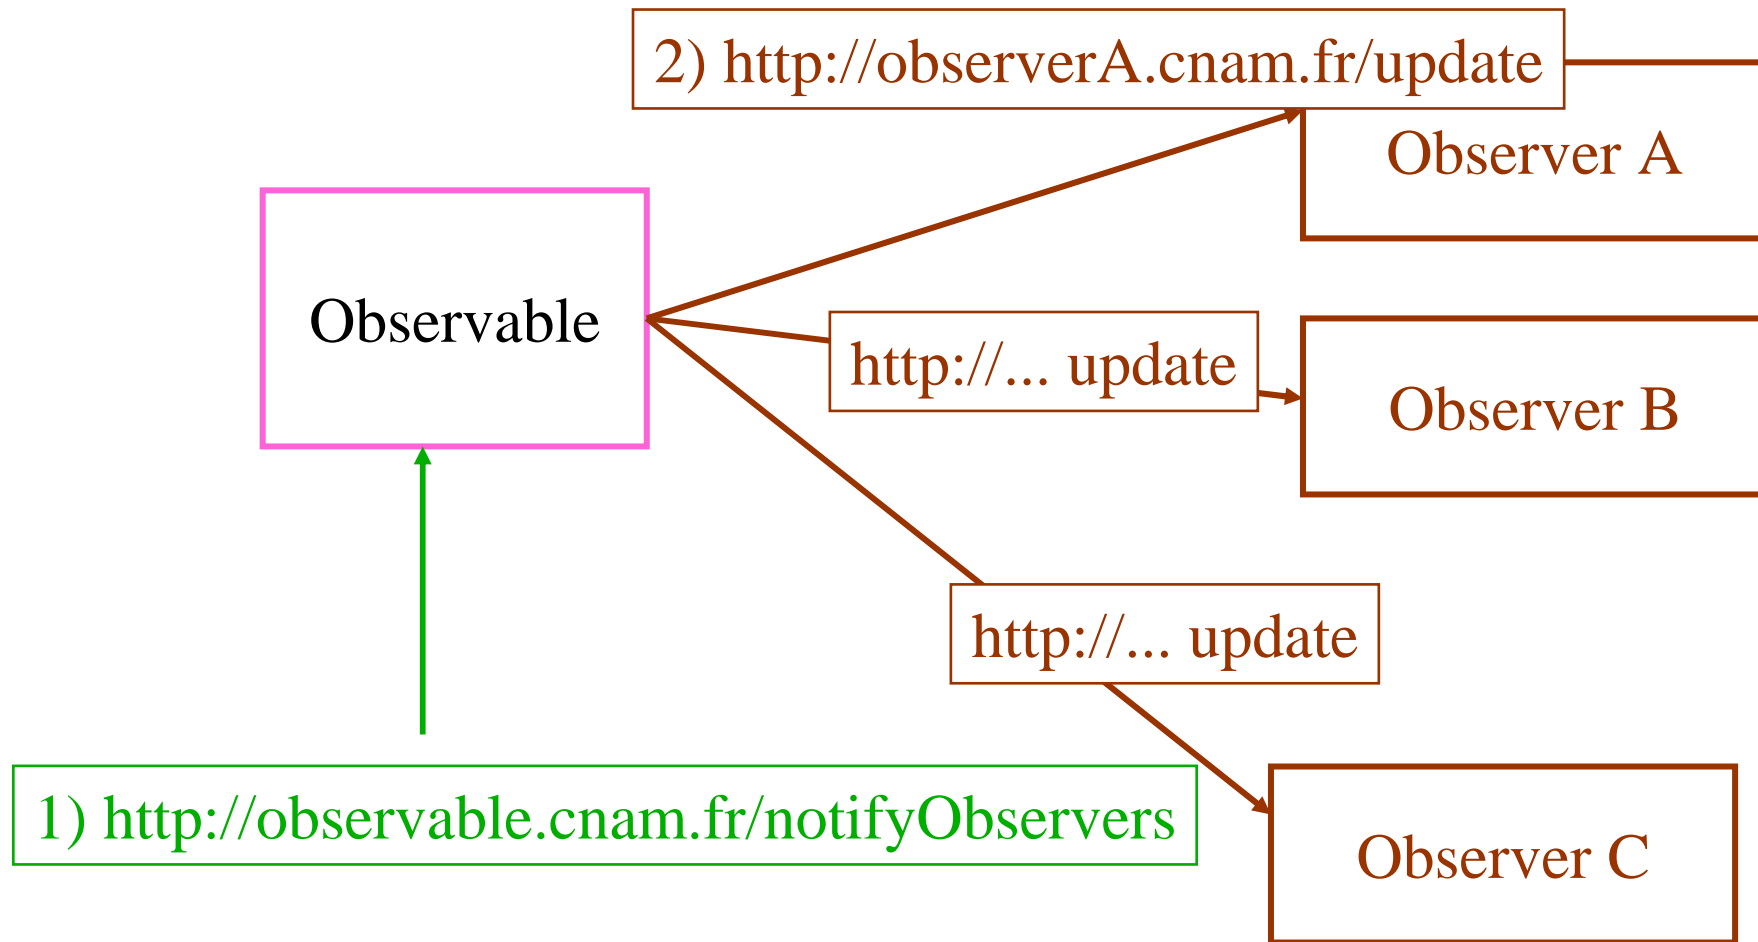 2) http://observerA.cnam.fr/update
Observer A
Observable
http://... update
Observer B
http://... update
1) http://observable.cnam.fr/notifyObservers
Observer C